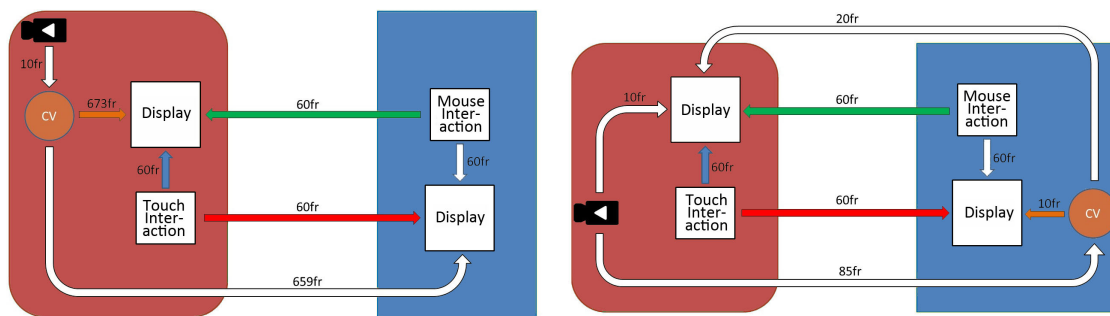 10fr
CV
673fr
Display
60fr
Mouse
Inter-
action
60fr
60fr
Touch
Inter-
action
60fr
Display
659fr
20fr
10fr
Display
60fr
Mouse
Inter-
action
60fr
60fr
Touch
Inter-
action
60fr
Display
10fr
CV
85fr